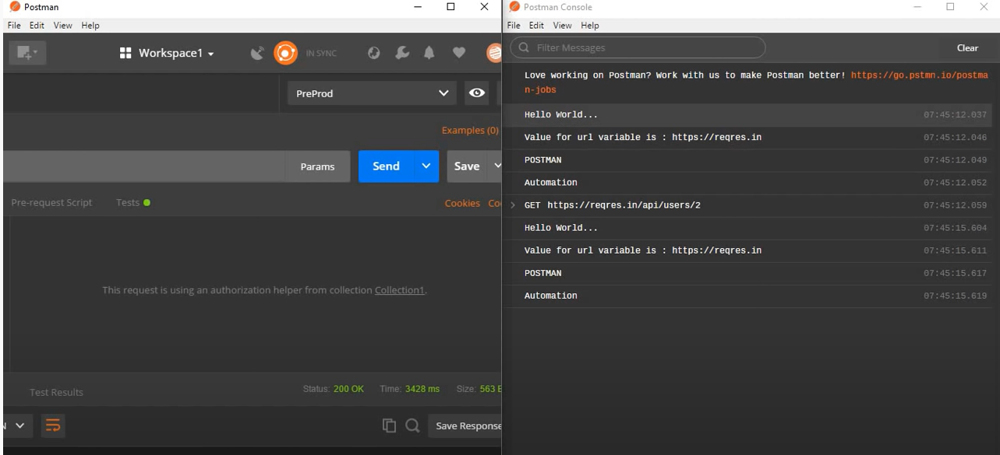 Postman
File Edit View Help
Workspace1
IN SYNC
PreProd
Examples (0)
Params Send Save
Pre-request Script Tests Cookies
This request is using an authorization helper from collection Collection1.
Test Results Status: 200 OK Time: 3428 ms Size: 563
Save Response
Postman Console
File Edit View Help
Filter Messages Clear
Love working on Postman? Work with us to make Postman better! https://go.pstmn.io/postma
n-jobs
Hello World... 07:45:12.037
Value for url variable is : https://reqres.in 07:45:12.046
POSTMAN 07:45:12.049
Automation 07:45:12.052
GET https://reqres.in/api/users/2 07:45:12.059
Hello World... 07:45:15.604
Value for url variable is : https://reqres.in 07:45:15.611
POSTMAN 07:45:15.617
Automation 07:45:15.619